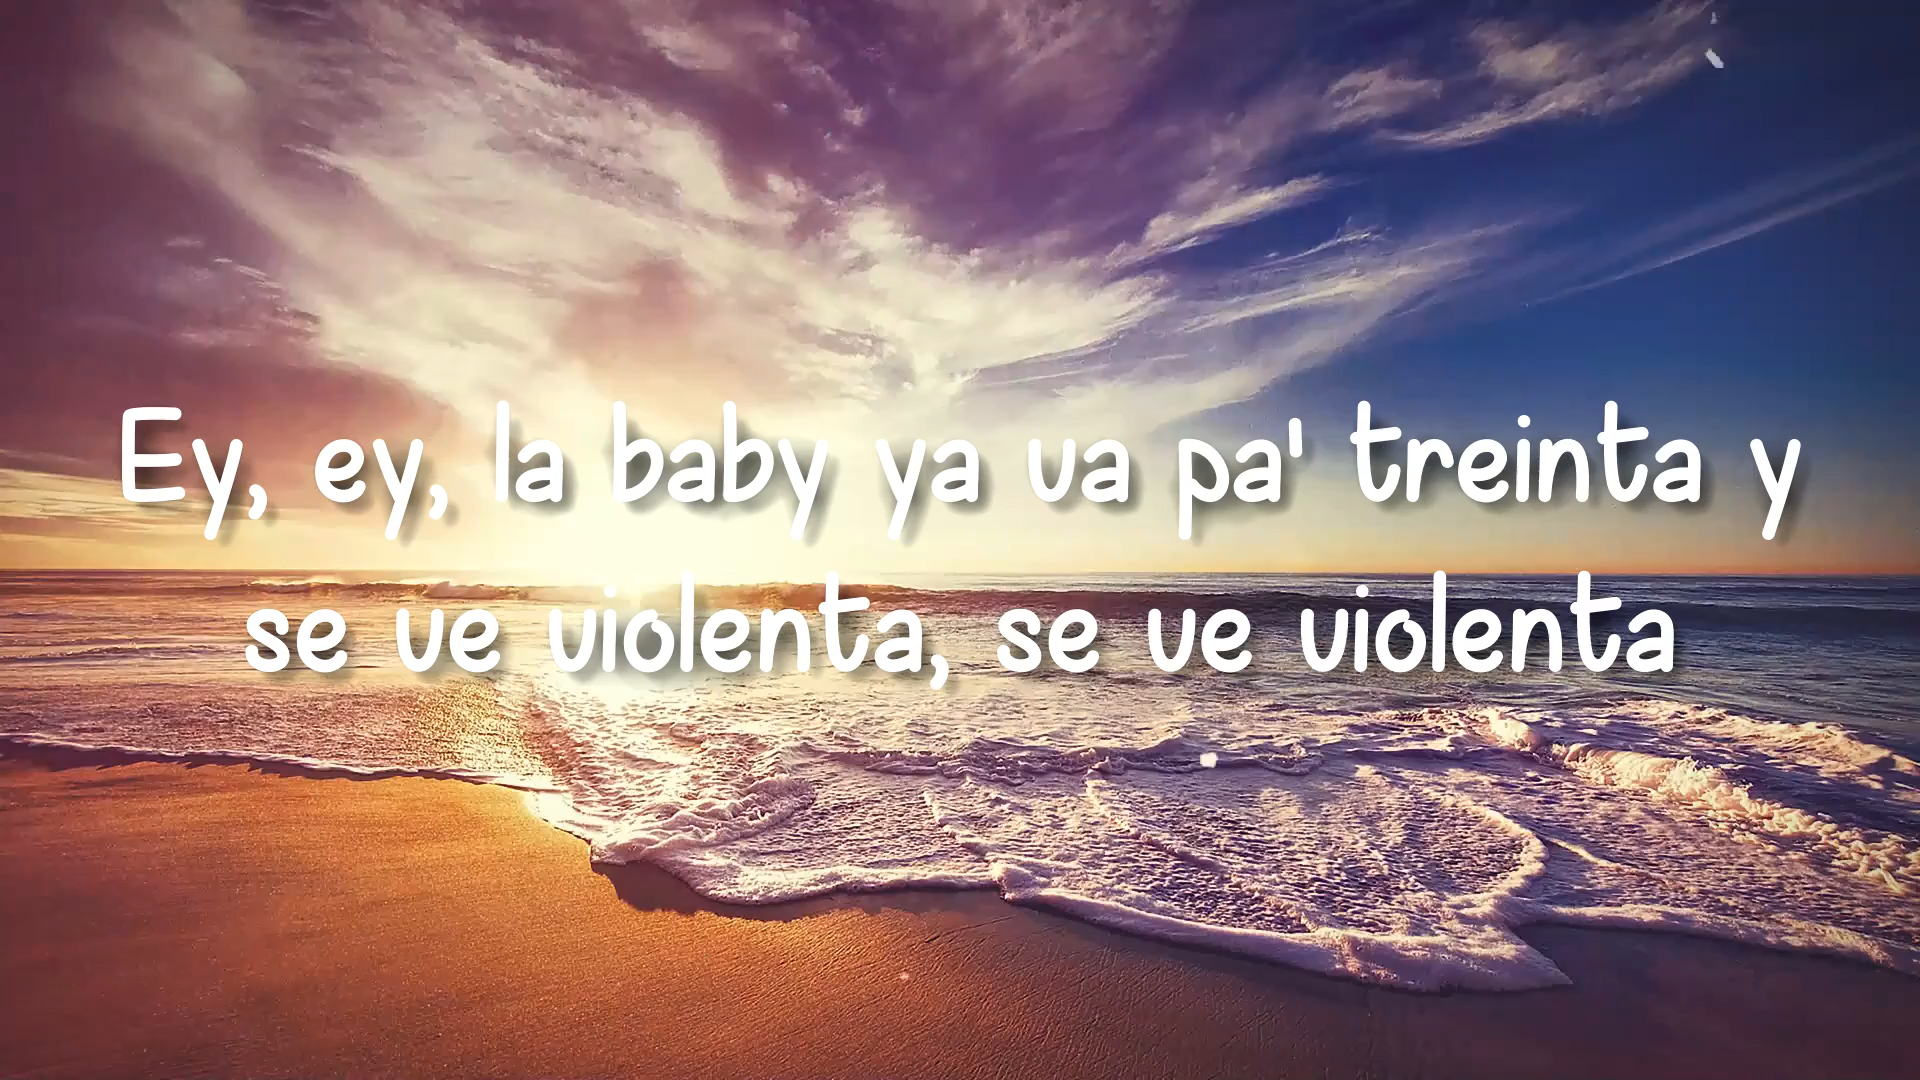 Ey, ey, la baby ya va pa' treinta y
se ve violenta, se ve violenta